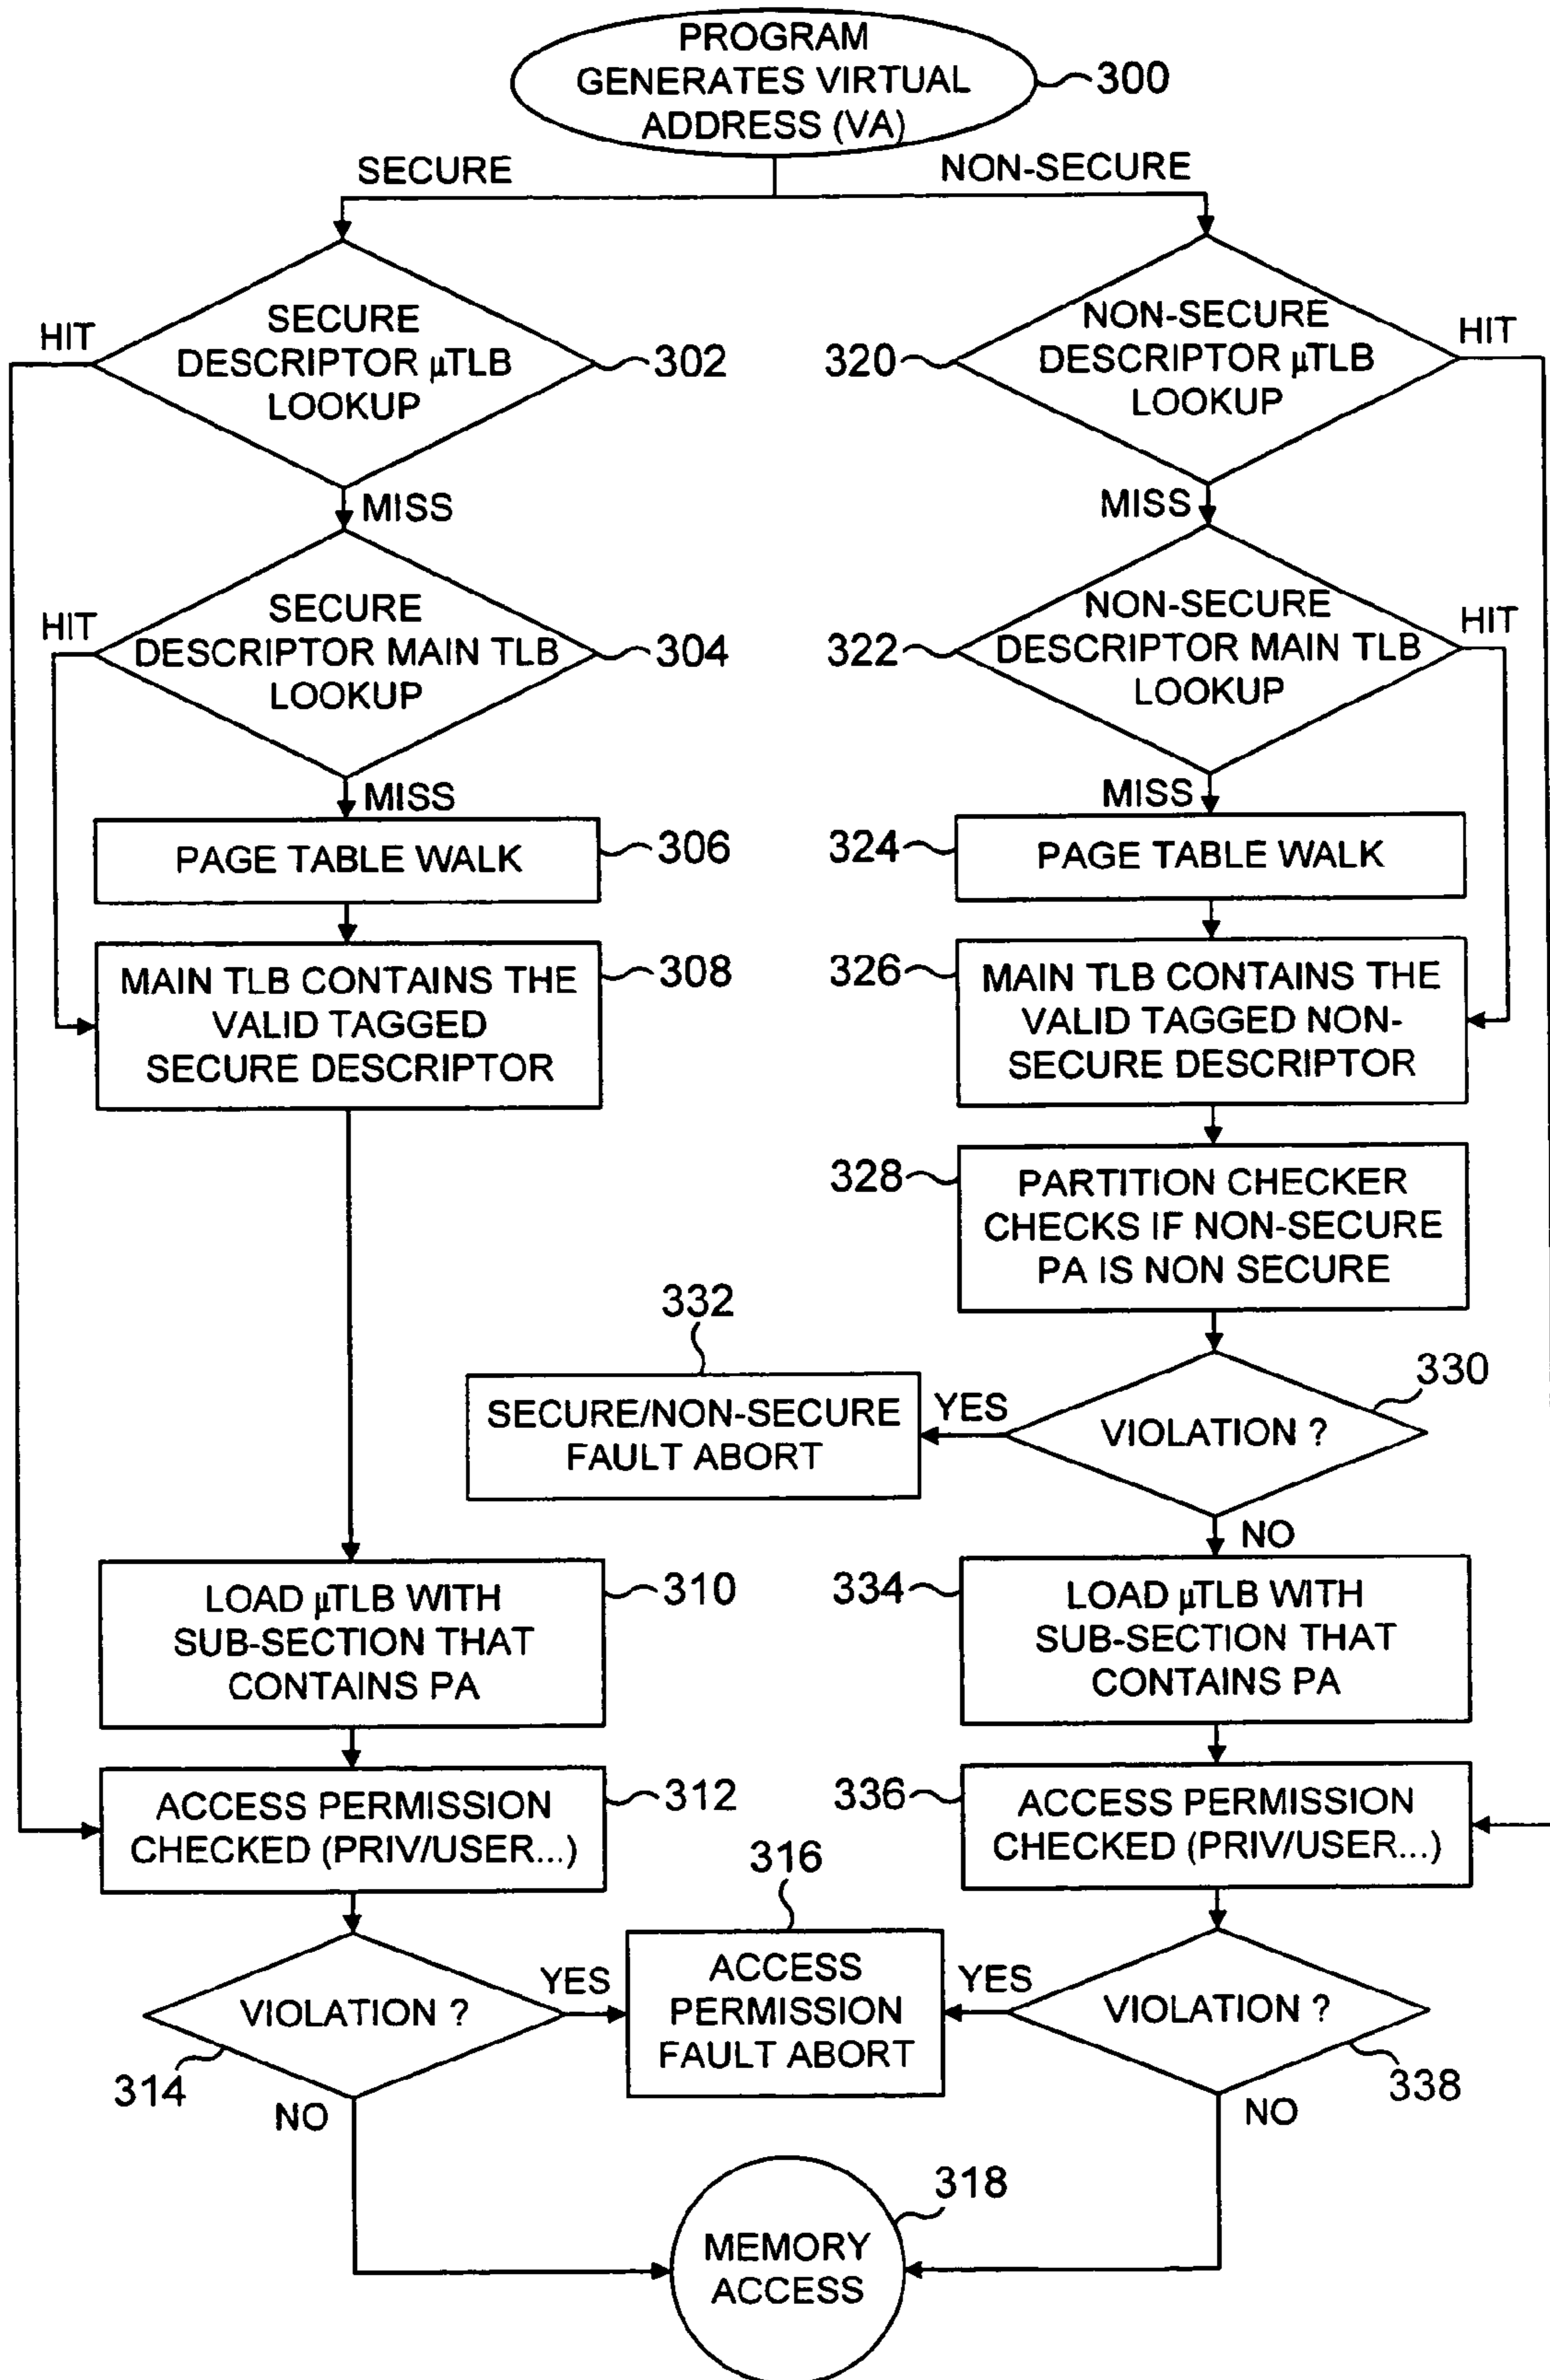 PROGRAM
GENERATES VIRTUAL
ADDRESS (VA)
300
SECURE
NON-SECURE
HIT
SECURE
DESCRIPTOR µTLB
LOOKUP
302
320
NON-SECURE
DESCRIPTOR µTLB
LOOKUP
HIT
MISS
MISS
HIT
SECURE
DESCRIPTOR MAIN TLB
LOOKUP
304
322
NON-SECURE
DESCRIPTOR MAIN TLB
LOOKUP
HIT
MISS
MISS
PAGE TABLE WALK
306
324
PAGE TABLE WALK
MAIN TLB CONTAINS THE
VALID TAGGED
SECURE DESCRIPTOR
308
326
MAIN TLB CONTAINS THE
VALID TAGGED NON-
SECURE DESCRIPTOR
328
PARTITION CHECKER
CHECKS IF NON-SECURE
PA IS NON SECURE
332
330
SECURE/NON-SECURE
FAULT ABORT
YES
VIOLATION ?
NO
LOAD µTLB WITH
SUB-SECTION THAT
CONTAINS PA
310
334
LOAD µTLB WITH
SUB-SECTION THAT
CONTAINS PA
ACCESS PERMISSION
CHECKED (PRIV/USER...)
312
336
ACCESS PERMISSION
CHECKED (PRIV/USER...)
316
VIOLATION ?
YES
ACCESS
PERMISSION
FAULT ABORT
YES
VIOLATION ?
314
338
NO
NO
318
MEMORY
ACCESS